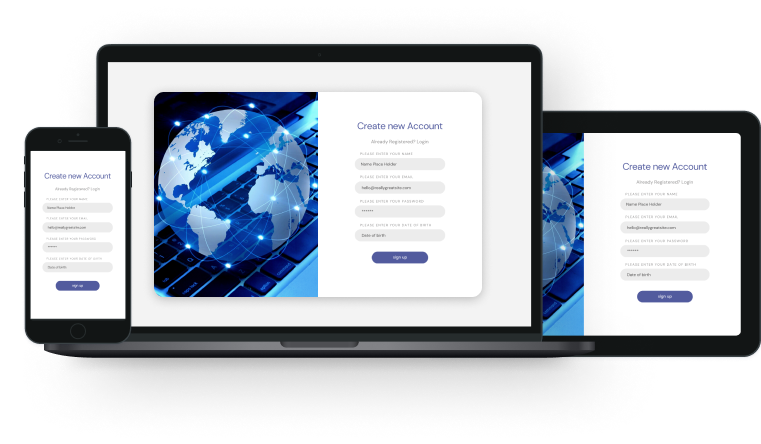 Create new Account
Already Registered? Login
PLEASE ENTER YOUR NAME
Name Place Holder
PLEASE ENTER YOUR EMAIL
hello@reallygreatsite.com
PLEASE ENTER YOUR PASSWORD
••••••
PLEASE ENTER YOUR DATE OF BIRTH
Date of birth
sign up
Create new Account
Already Registered? Login
PLEASE ENTER YOUR NAME
Name Place Holder
PLEASE ENTER YOUR EMAIL
hello@reallygreatsite.com
PLEASE ENTER YOUR PASSWORD
••••••
PLEASE ENTER YOUR DATE OF BIRTH
Date of birth
sign up
Create new Account
Already Registered? Login
PLEASE ENTER YOUR NAME
Name Place Holder
PLEASE ENTER YOUR EMAIL
hello@reallygreatsite.com
PLEASE ENTER YOUR PASSWORD
••••••
PLEASE ENTER YOUR DATE OF BIRTH
Date of birth
sign up